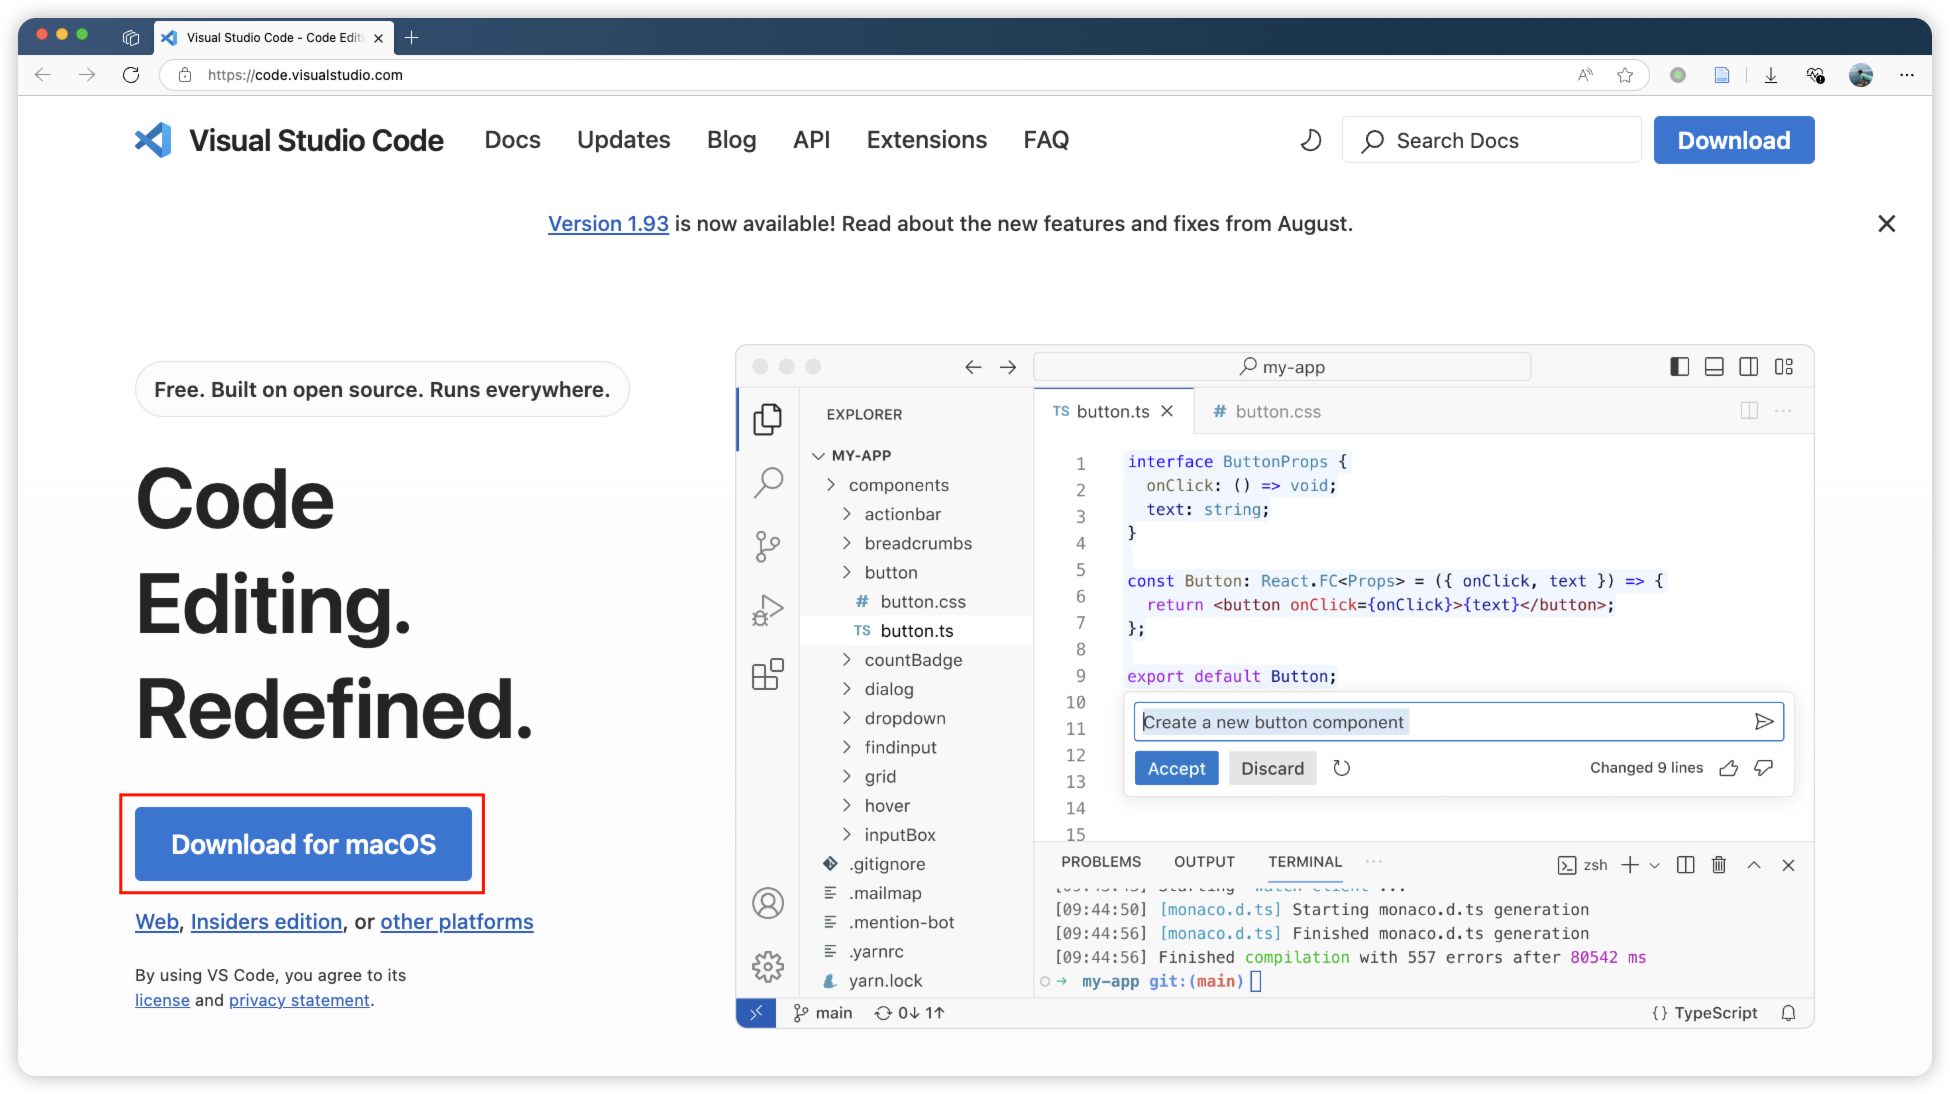 Visual Studio Code - Code Edit
https://code.visualstudio.com
Visual Studio Code
Docs
Updates
Blog
API
Extensions
FAQ
Search Docs
Download
Version 1.93 is now available! Read about the new features and fixes from August.
Free. Built on open source. Runs everywhere.
Code
Editing.
Redefined.
Download for macOS
Web, Insiders edition, or other platforms
By using VS Code, you agree to its
license and privacy statement.
my-app
EXPLORER
MY-APP
components
actionbar
breadcrumbs
button
# button.css
TS button.ts
countBadge
dialog
dropdown
findinput
grid
hover
inputBox
.gitignore
.mailmap
.mention-bot
.yarnrc
yarn.lock
TS button.ts
# button.css
1 interface ButtonProps {
2 onClick: () => void;
3 text: string;
4 }
5
6 const Button: React.FC<Props> = ({ onClick, text }) => {
7 return <button onClick={onClick}>{text}</button>;
8 };
9
10 export default Button;
11
12
13
14
15
Create a new button component
Accept
Discard
Changed 9 lines
PROBLEMS
OUTPUT
TERMINAL
zsh
[09:44:50] [monaco.d.ts] Starting monaco.d.ts generation
[09:44:56] [monaco.d.ts] Finished monaco.d.ts generation
[09:44:56] Finished compilation with 557 errors after 80542 ms
my-app git:(main)
main
0↓ 1↑
{} TypeScript